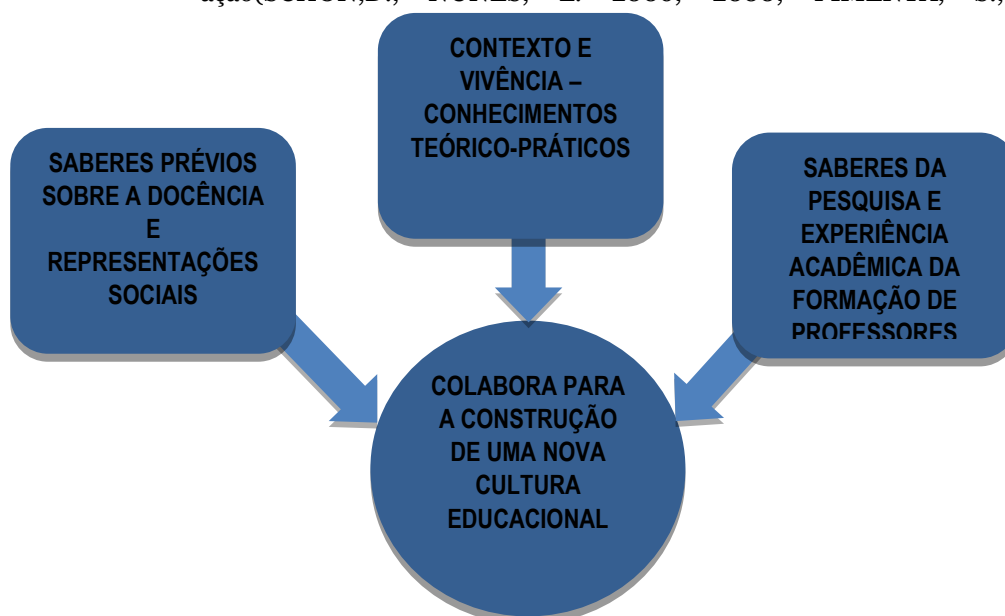 CONTEXTO E
VIVÊNCIA –
CONHECIMENTOS
TEÓRICO-PRÁTICOS
SABERES PRÉVIOS
SOBRE A DOCÊNCIA
E
REPRESENTAÇÕES
SOCIAIS
SABERES DA
PESQUISA E
EXPERIÊNCIA
ACADÊMICA DA
FORMAÇÃO DE
PROFESSORES
COLABORA PARA
A CONSTRUÇÃO
DE UMA NOVA
CULTURA
EDUCACIONAL